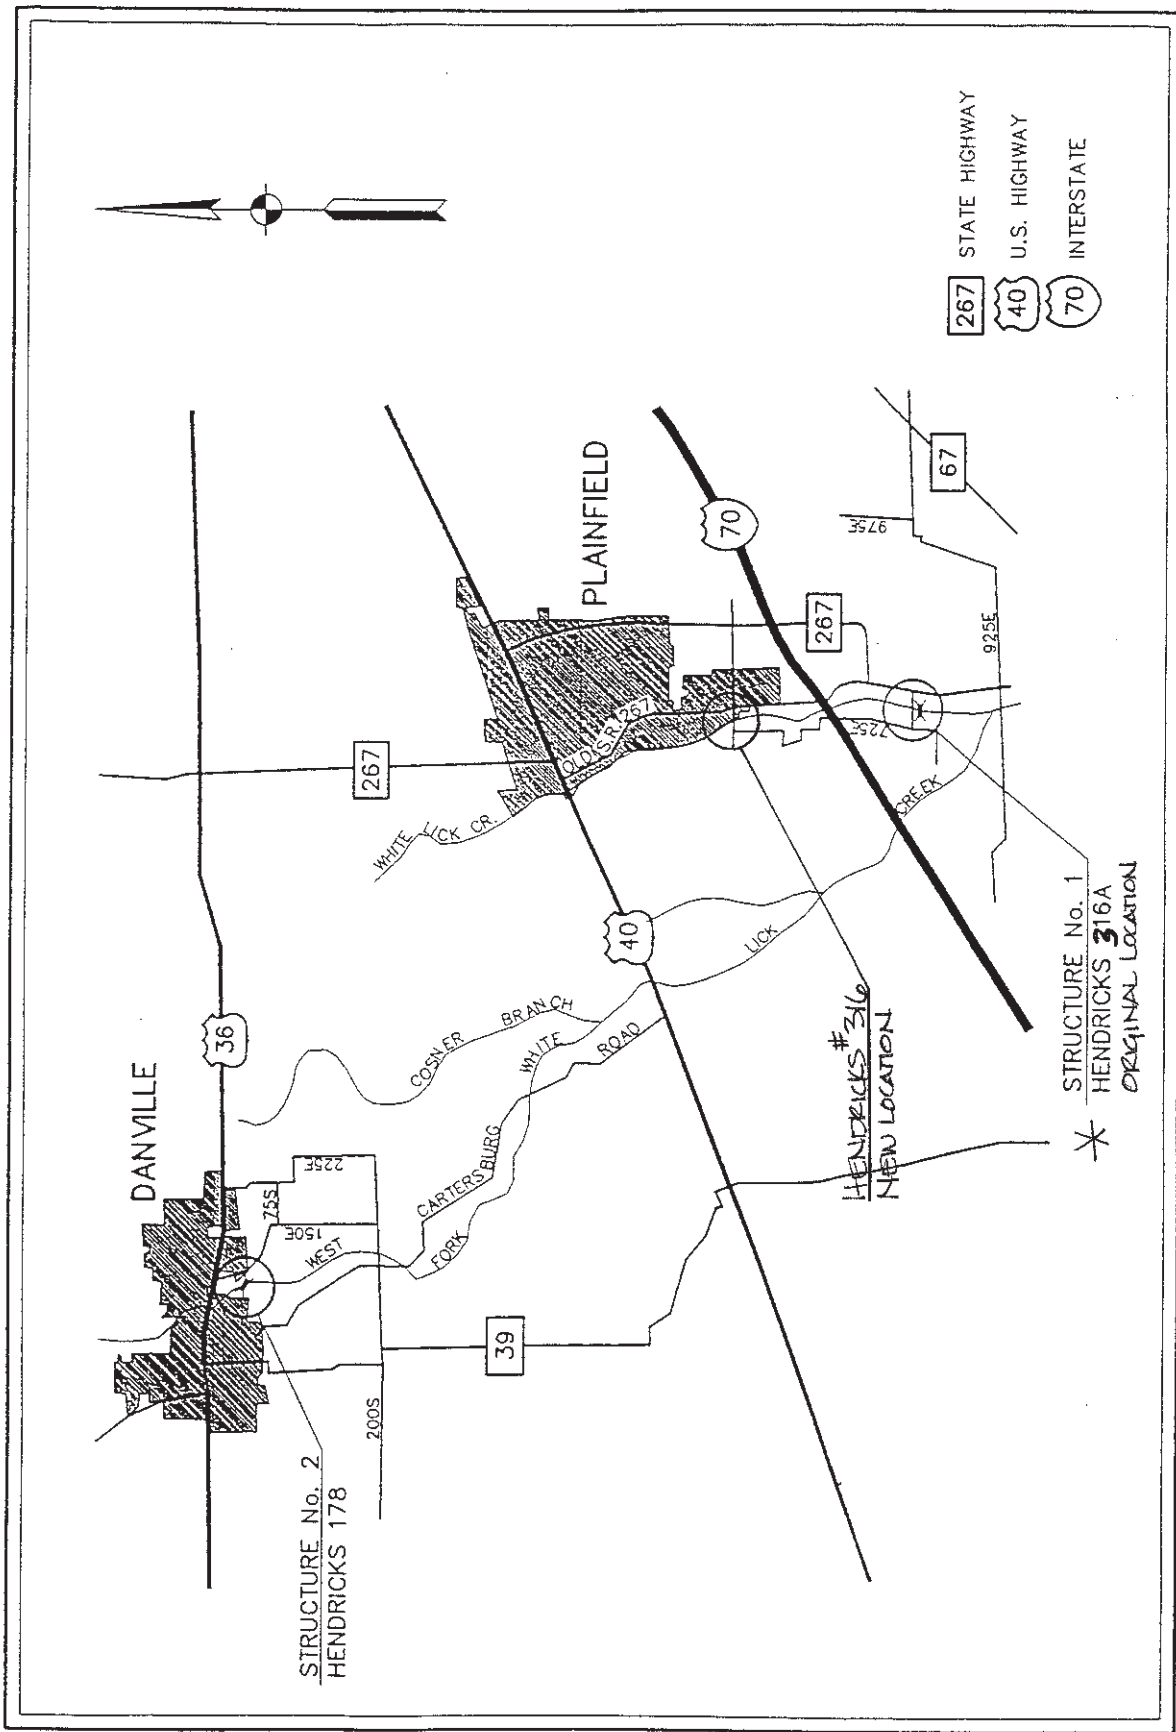 DANVILLE
36
STRUCTURE No. 2
HENDRICKS 178
75S
225E
150E
200S
WEST
FORK
WHITE
LICK
CREEK
CARTERSBURG
ROAD
COSNER BRANCH
39
40
WHITE LICK CR.
267
OLD S.R. 267
PLAINFIELD
70
267
725E
975E
67
925E
HENDRICKS #316
NEW LOCATION
* STRUCTURE No. 1
HENDRICKS 316A
ORIGINAL LOCATION
267 STATE HIGHWAY
40 U.S. HIGHWAY
70 INTERSTATE